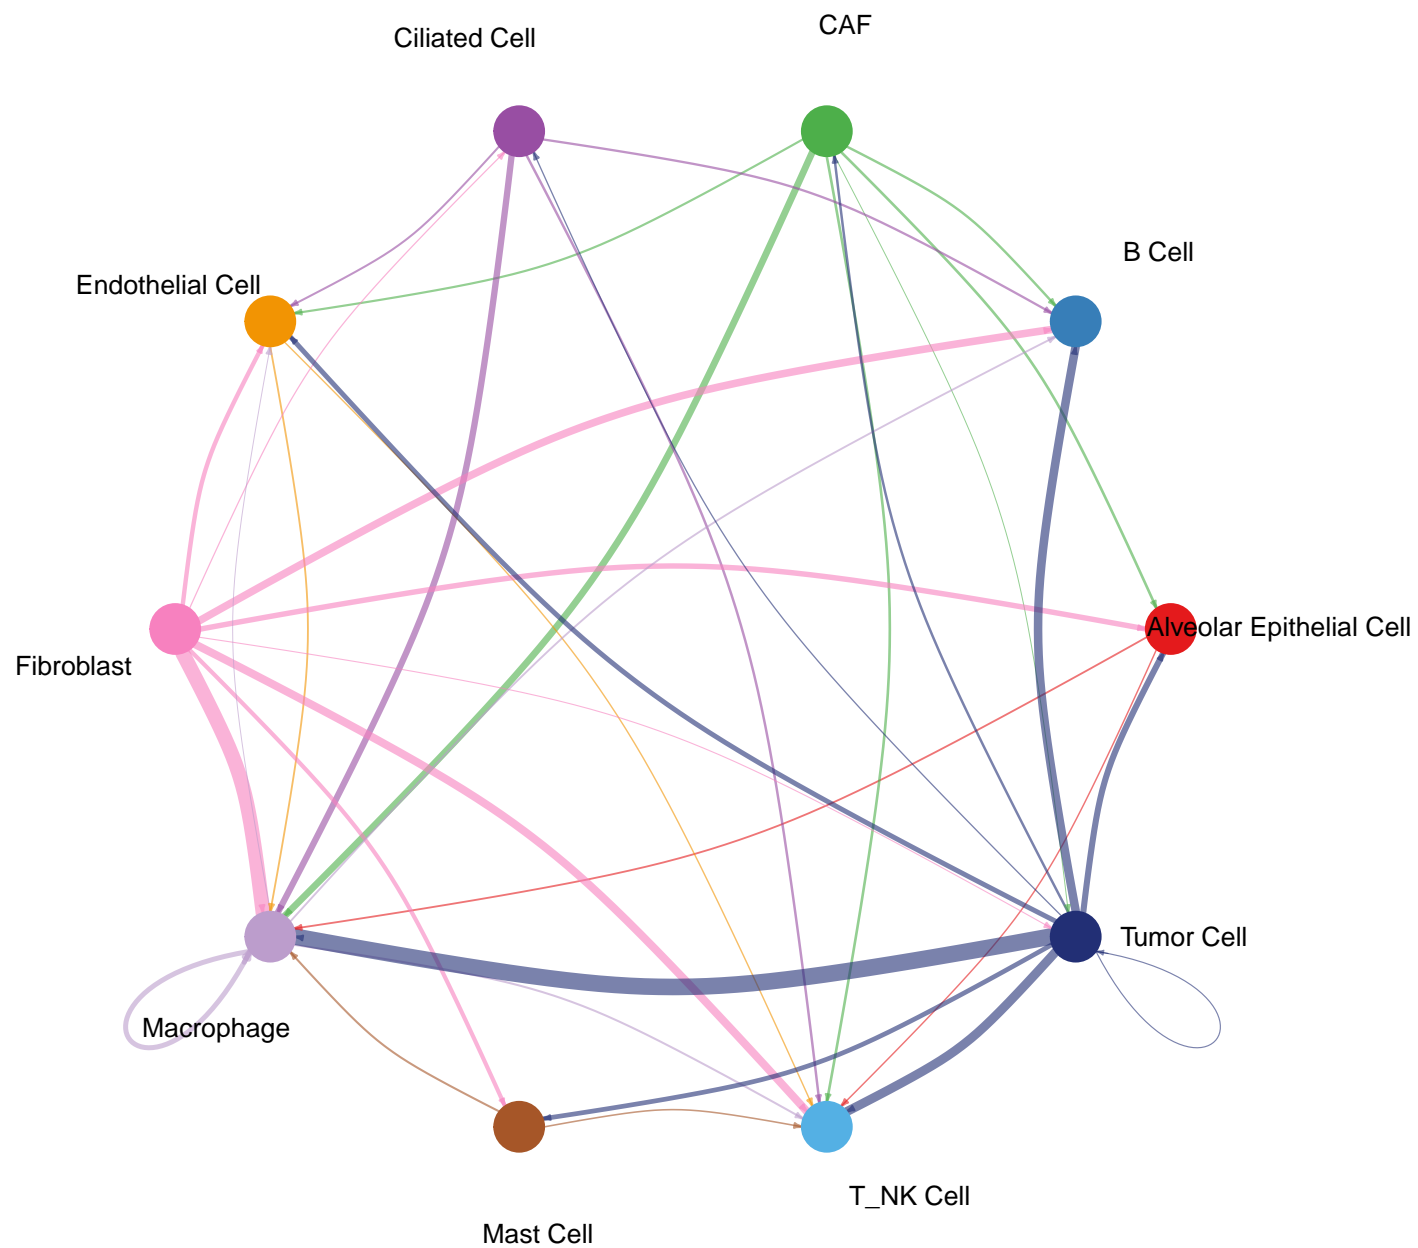 CAF
Ciliated Cell
B Cell
Endothelial Cell
Alveolar Epithelial Cell
Fibroblast
Tumor Cell
Macrophage
T_NK Cell
Mast Cell